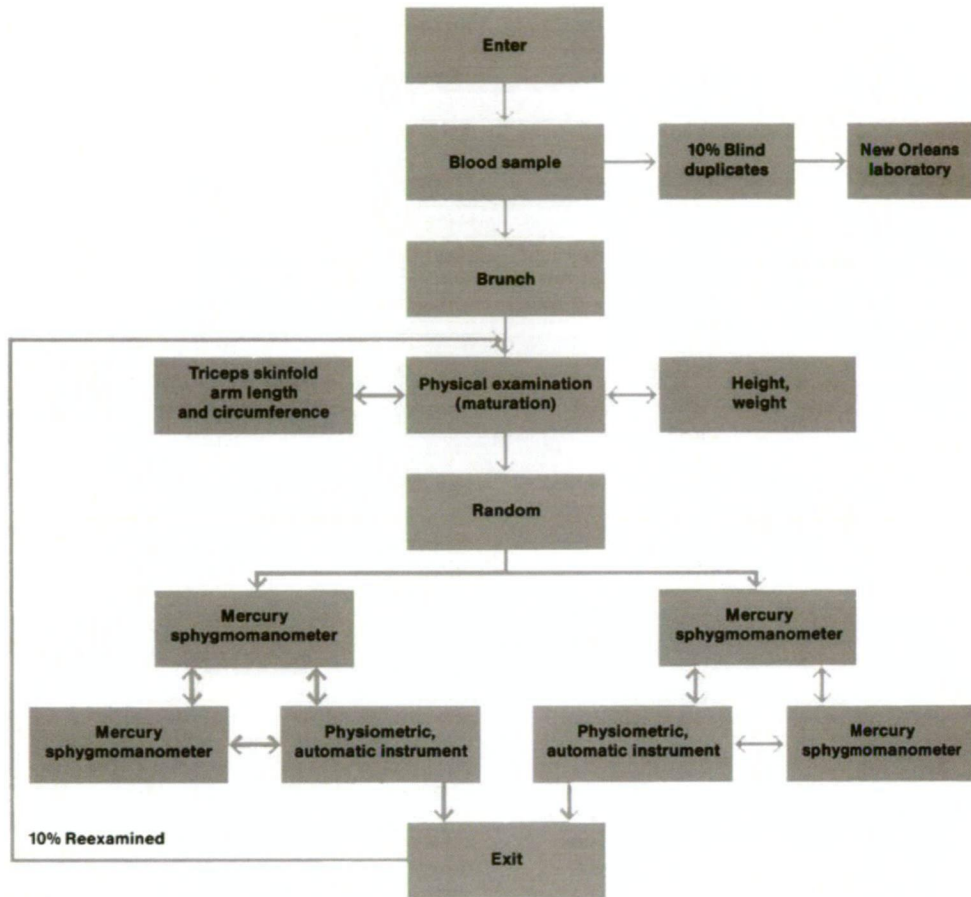 Enter
Blood sample
10% Blind
duplicates
New Orleans
laboratory
Brunch
Triceps skinfold
arm length
and circumference
Physical examination
(maturation)
Height,
weight
Random
Mercury
sphygmomanometer
Mercury
sphygmomanometer
Mercury
sphygmomanometer
Physiometric,
automatic instrument
Physiometric,
automatic instrument
Mercury
sphygmomanometer
10% Reexamined
Exit